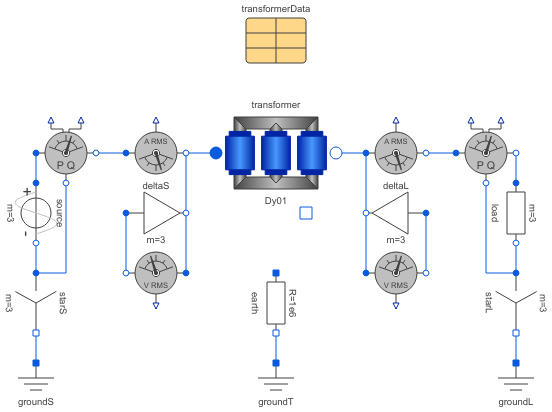 transformerData
transformer
P Q
A RMS
A RMS
P Q
deltaS
deltaL
Dy01
+
-
m=3
source
m=3
m=3
load
m=3
V RMS
V RMS
m=3
starS
earth
R=1e6
starL
m=3
groundS
groundT
groundL